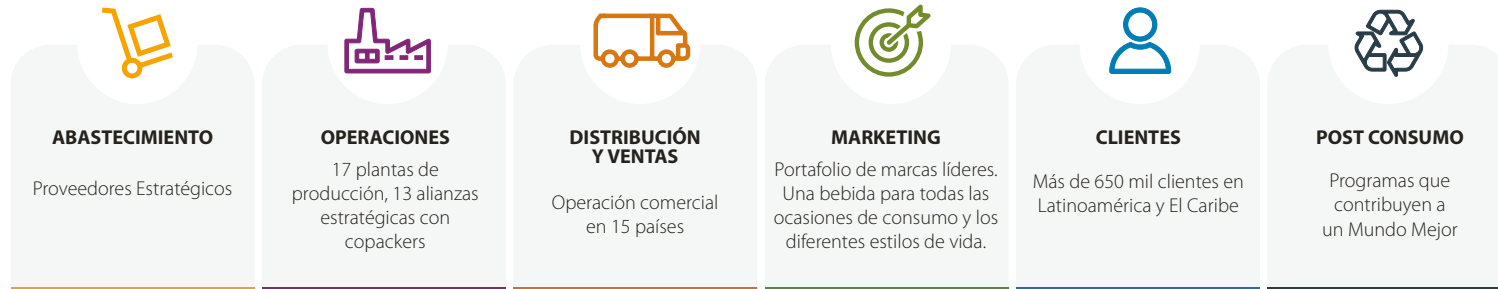 ABASTECIMIENTO
Proveedores Estratégicos
OPERACIONES
17 plantas de
producción, 13 alianzas
estratégicas con
copackers
DISTRIBUCIÓN
Y VENTAS
Operación comercial
en 15 países
MARKETING
Portafolio de marcas líderes.
Una bebida para todas las
ocasiones de consumo y los
diferentes estilos de vida.
CLIENTES
Más de 650 mil clientes en
Latinoamérica y El Caribe
POST CONSUMO
Programas que
contribuyen a
un Mundo Mejor